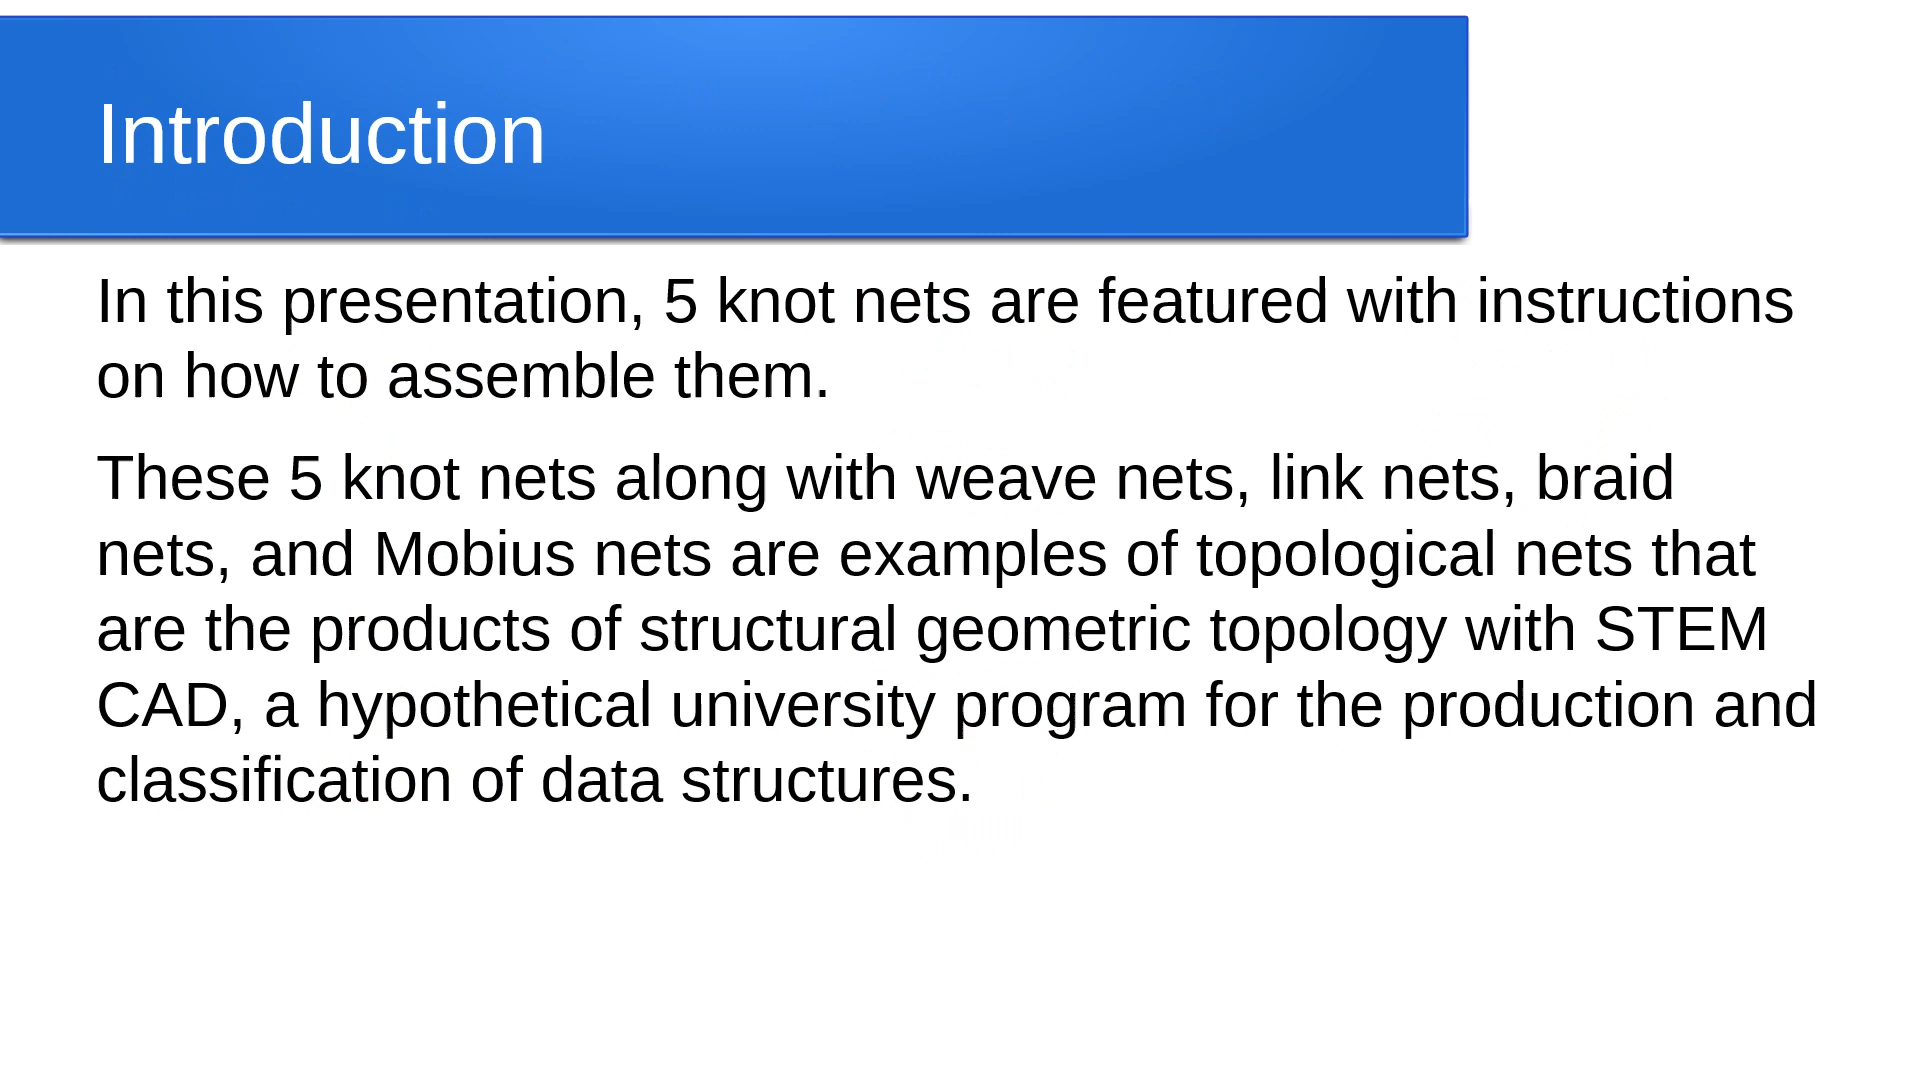 Introduction
In this presentation, 5 knot nets are featured with instructions
on how to assemble them.
These 5 knot nets along with weave nets, link nets, braid
nets, and Mobius nets are examples of topological nets that
are the products of structural geometric topology with STEM
CAD, a hypothetical university program for the production and
classification of data structures.